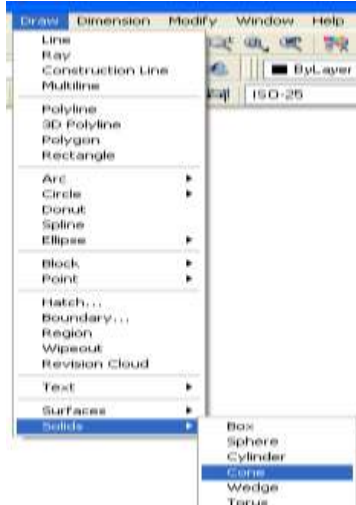 Draw Dimension Modify Window Help
Line
Ray
Construction Line
Multiline
ByLayer
ISO-25
Polyline
3D Polyline
Polygon
Rectangle
Arc
Circle
Donut
Spline
Ellipse
Block
Point
Hatch...
Boundary...
Region
Wipeout
Revision Cloud
Text
Surfaces
Solids
Box
Sphere
Cylinder
Cone
Wedge
Torus